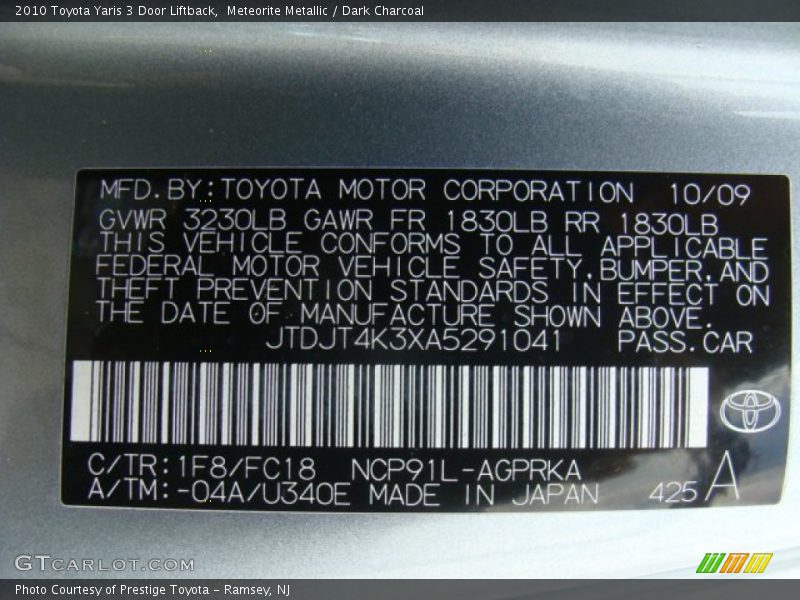 2010 Toyota Yaris 3 Door Liftback,  Meteorite Metallic / Dark Charcoal
MFD.BY:TOYOTA MOTOR CORPORATION 10/09
GVWR 3230LB GAWR FR 1830LB RR 1830LB
THIS VEHICLE CONFORMS TO ALL APPLICABLE
FEDERAL MOTOR VEHICLE SAFETY,BUMPER,AND
THEFT PREVENTION STANDARDS IN EFFECT ON
THE DATE OF MANUFACTURE SHOWN ABOVE.
JTDJT4K3XA5291041 PASS.CAR
C/TR:1F8/FC18 NCP91L-AGPRKA
A/TM:-04A/U340E MADE IN JAPAN 425 A
GTCARLOT.COM
Photo Courtesy of Prestige Toyota - Ramsey, NJ